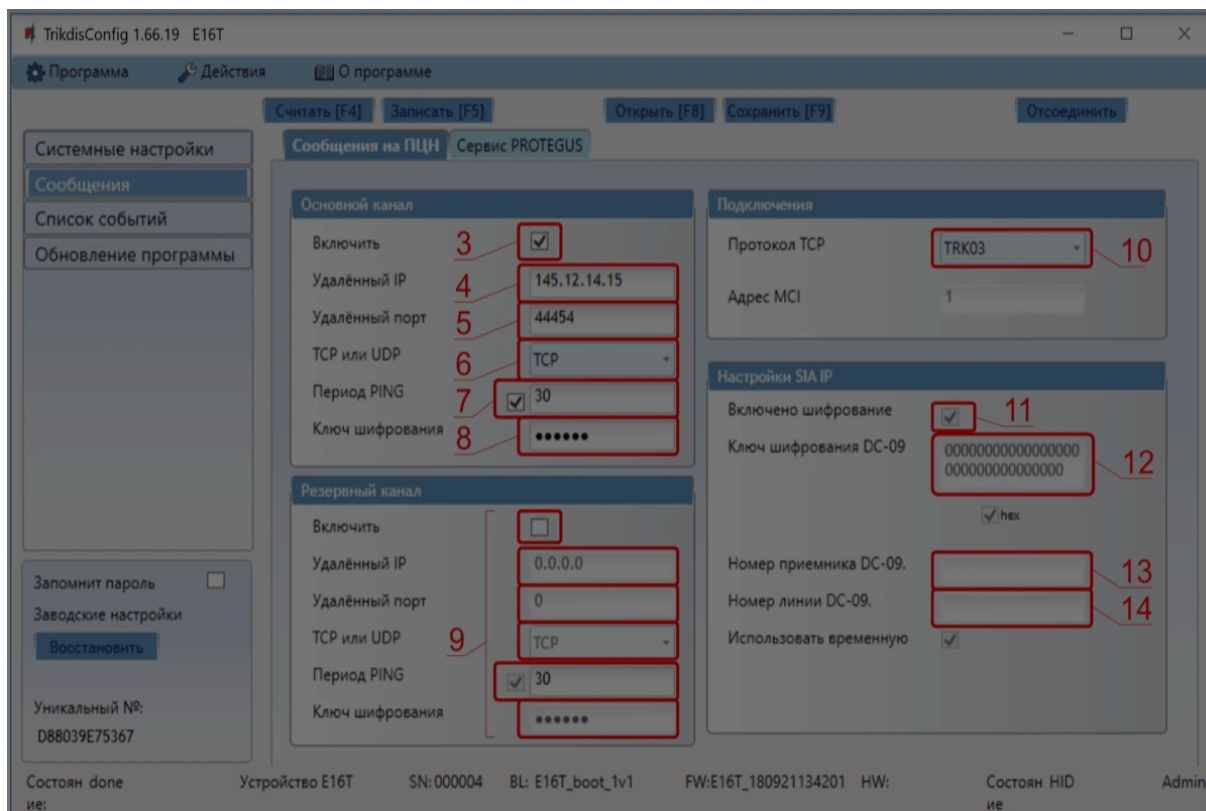 TrikdisConfig 1.66.19 E16T
Программа Действия О программе
Считать [F4] Записать [F5] Открыть [F8] Сохранить [F9] Отсоединить
Системные настройки
Сообщения
Список событий
Обновление программы
Сообщения на ПЦН Сервис PROTEGUS
Основной канал
Включить 3
Удалённый IP 4 145.12.14.15
Удалённый порт 5 44454
TCP или UDP 6 TCP
Период PING 7 30
Ключ шифрования 8 ••••••
Резервный канал
Включить
Удалённый IP 0.0.0.0
Удалённый порт 0
TCP или UDP 9 TCP
Период PING 30
Ключ шифрования ••••••
Подключения
Протокол TCP TRK03 10
Адрес MCI 1
Настройки SIA IP
Включено шифрование 11
Ключ шифрования DC-09 00000000000000000
000000000000000 12
hex
Номер приемника DC-09. 13
Номер линии DC-09. 14
Использовать временную
Запомнит пароль
Заводские настройки
Восстановить
Уникальный №:
D88039E75367
Состоян done Устройство E16T SN: 000004 BL: E16T_boot_1v1 FW:E16T_180921134201 HW: Состоян HID Admin
ие: ие